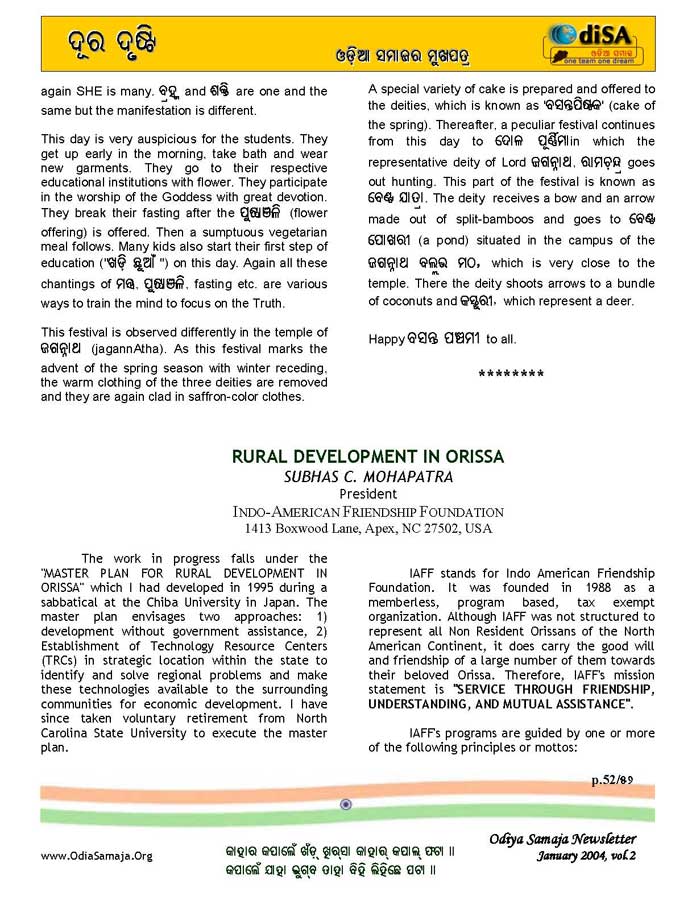 ଦୂର ଦୃଷ୍ଟି
ଓଡ଼ିଆ ସମାଜର ମୁଖପତ୍ର
OdiSA
ଓଡ଼ିଆ ସମାଜ
one team one dream
again SHE is many. ବ୍ରହ୍ମ and ଶକ୍ତି are one and the
same but the manifestation is different.
This day is very auspicious for the students. They
get up early in the morning, take bath and wear
new garments. They go to their respective
educational institutions with flower. They participate
in the worship of the Goddess with great devotion.
They break their fasting after the ପୁଷ୍ପାଞ୍ଜଳି (flower
offering) is offered. Then a sumptuous vegetarian
meal follows. Many kids also start their first step of
education ("ଖଡ଼ି ଛୁଆଁ ") on this day. Again all these
chantings of ମନ୍ତ୍ର, ପୁଷ୍ପାଞ୍ଜଳି, fasting etc. are various
ways to train the mind to focus on the Truth.
This festival is observed differently in the temple of
ଜଗନ୍ନାଥ (jagannAtha). As this festival marks the
advent of the spring season with winter receding,
the warm clothing of the three deities are removed
and they are again clad in saffron-color clothes.
A special variety of cake is prepared and offered to
the deities, which is known as 'ବସନ୍ତପିଷ୍ଟକ' (cake of
the spring). Thereafter, a peculiar festival continues
from this day to ଦୋଳ ପୂର୍ଣ୍ଣିମାin which the
representative deity of Lord ଜଗନ୍ନାଥ, ରାମଚନ୍ଦ୍ର goes
out hunting. This part of the festival is known as
ବେଣ୍ଟ ଯାତ୍ରା. The deity receives a bow and an arrow
made out of split-bamboos and goes to ବେଣ୍ଟ
ପୋଖରୀ (a pond) situated in the campus of the
ଜଗନ୍ନାଥ ବଲ୍ଲଭ ମଠ, which is very close to the
temple. There the deity shoots arrows to a bundle
of coconuts and କସ୍ତୁରୀ, which represent a deer.
Happy ବସନ୍ତ ପଞ୍ଚମୀ to all.
********
RURAL DEVELOPMENT IN ORISSA
SUBHAS C. MOHAPATRA
President
INDO-AMERICAN FRIENDSHIP FOUNDATION
1413 Boxwood Lane, Apex, NC 27502, USA
The work in progress falls under the
"MASTER PLAN FOR RURAL DEVELOPMENT IN
ORISSA" which I had developed in 1995 during a
sabbatical at the Chiba University in Japan. The
master plan envisages two approaches: 1)
development without government assistance, 2)
Establishment of Technology Resource Centers
(TRCs) in strategic location within the state to
identify and solve regional problems and make
these technologies available to the surrounding
communities for economic development. I have
since taken voluntary retirement from North
Carolina State University to execute the master
plan.
IAFF stands for Indo American Friendship
Foundation. It was founded in 1988 as a
memberless, program based, tax exempt
organization. Although IAFF was not structured to
represent all Non Resident Orissans of the North
American Continent, it does carry the good will
and friendship of a large number of them towards
their beloved Orissa. Therefore, IAFF's mission
statement is "SERVICE THROUGH FRIENDSHIP,
UNDERSTANDING, AND MUTUAL ASSISTANCE".
IAFF's programs are guided by one or more
of the following principles or mottos:
p.52/89
www.OdiaSamaja.Org
କାହାର କପାଲେଁ ଖଁଡ଼୍ ଖିର୍‌ସା କାହାର୍ କପାଲ୍ ଫଟା ॥
କପାଲେଁ ଯାହା ଭୁଗ୍‌ବ ତାହା ବିହି ଲିହିଛେ ପଟା ॥
Odiya Samaja Newsletter
January 2004, vol.2